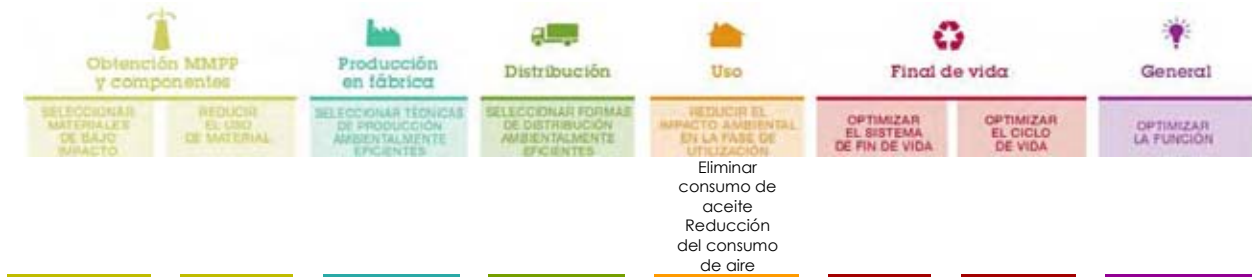 Obtención MMPP
y componentes
Producción
en fábrica
Distribución
Uso
Final de vida
General
SELECCIONAR
MATERIALES
DE BAJO
IMPACTO
REDUCIR
EL USO
DE MATERIAL
SELECCIONAR TÉCNICAS
DE PRODUCCIÓN
AMBIENTALMENTE
EFICIENTES
SELECCIONAR FORMAS
DE DISTRIBUCIÓN
AMBIENTALMENTE
EFICIENTES
REDUCIR EL
IMPACTO AMBIENTAL
EN LA FASE DE
UTILIZACIÓN
OPTIMIZAR
EL SISTEMA
DE FIN DE VIDA
OPTIMIZAR
EL CICLO
DE VIDA
OPTIMIZAR
LA FUNCIÓN
Eliminar
consumo de
aceite
Reducción
del consumo
de aire